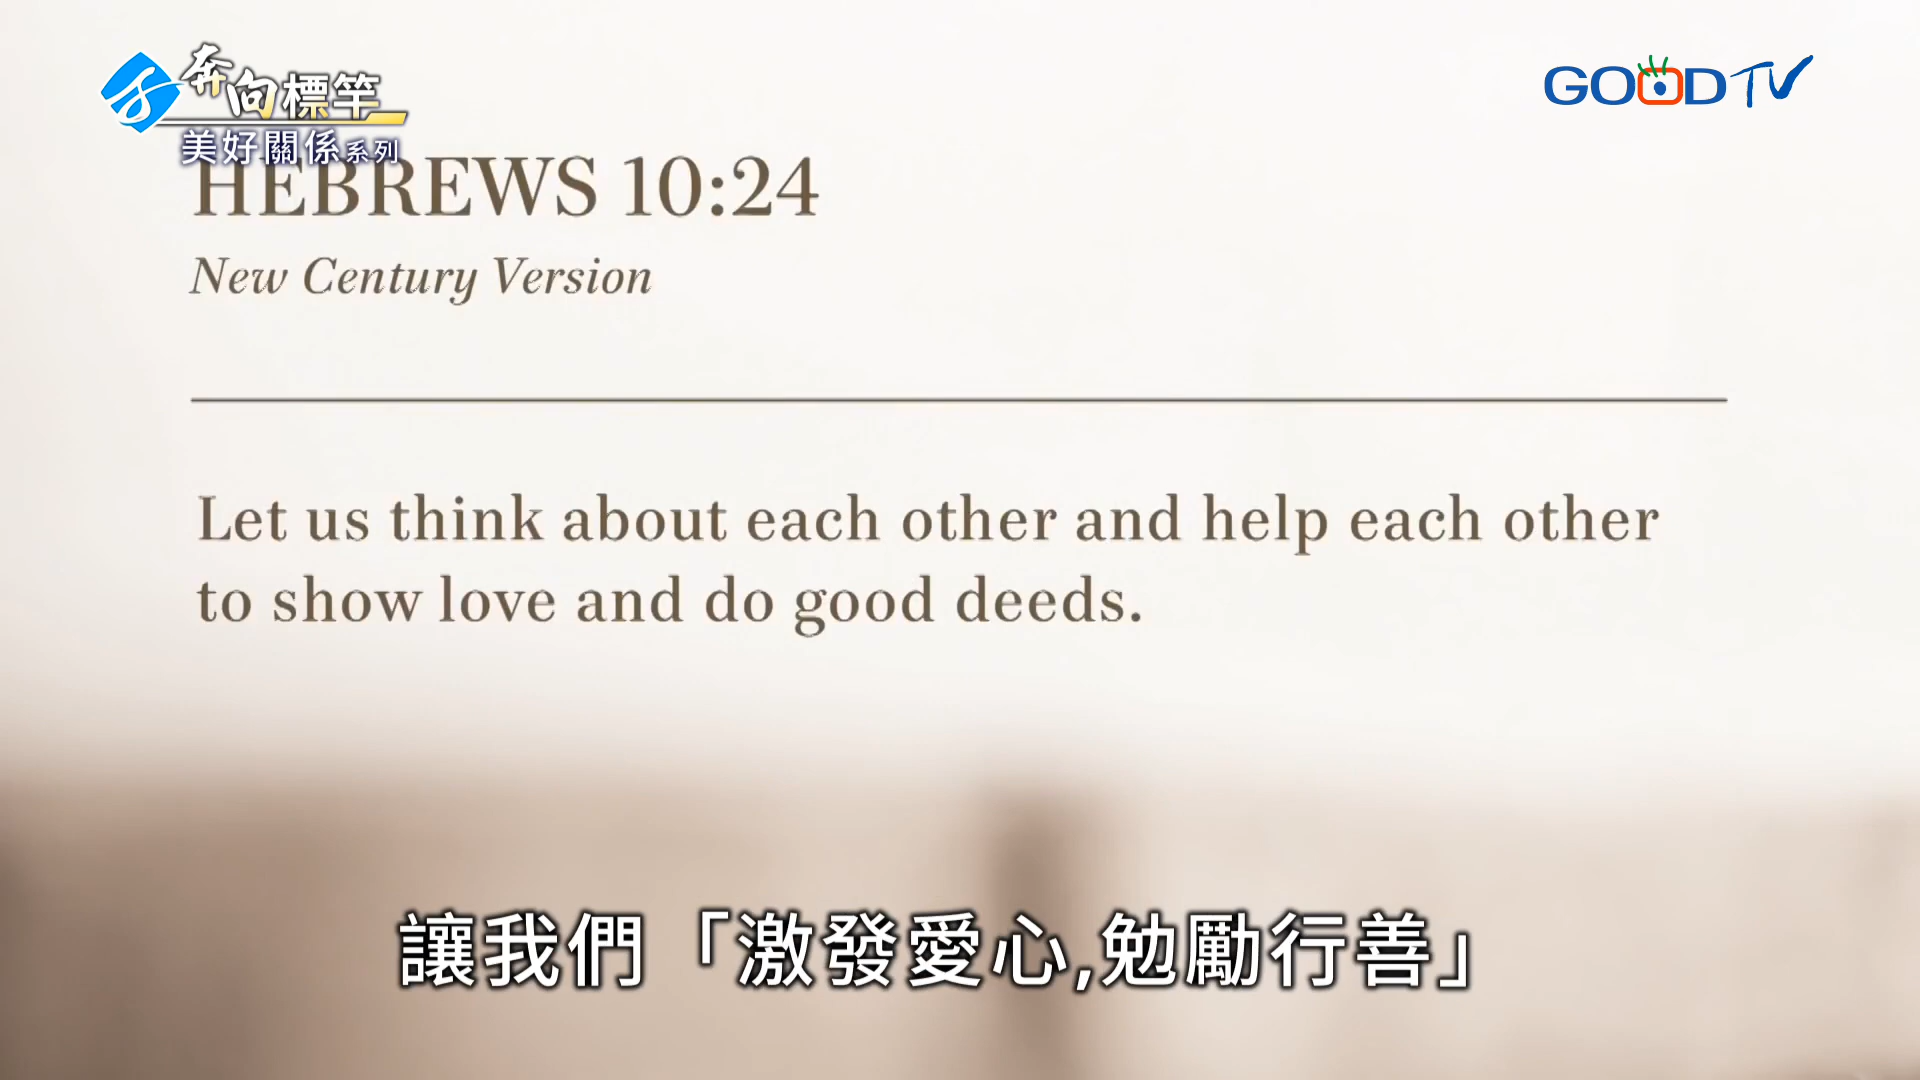 奔向標竿
美好關係系列
GOOD TV
HEBREWS 10:24
New Century Version
Let us think about each other and help each other
to show love and do good deeds.
讓我們「激發愛心,勉勵行善」